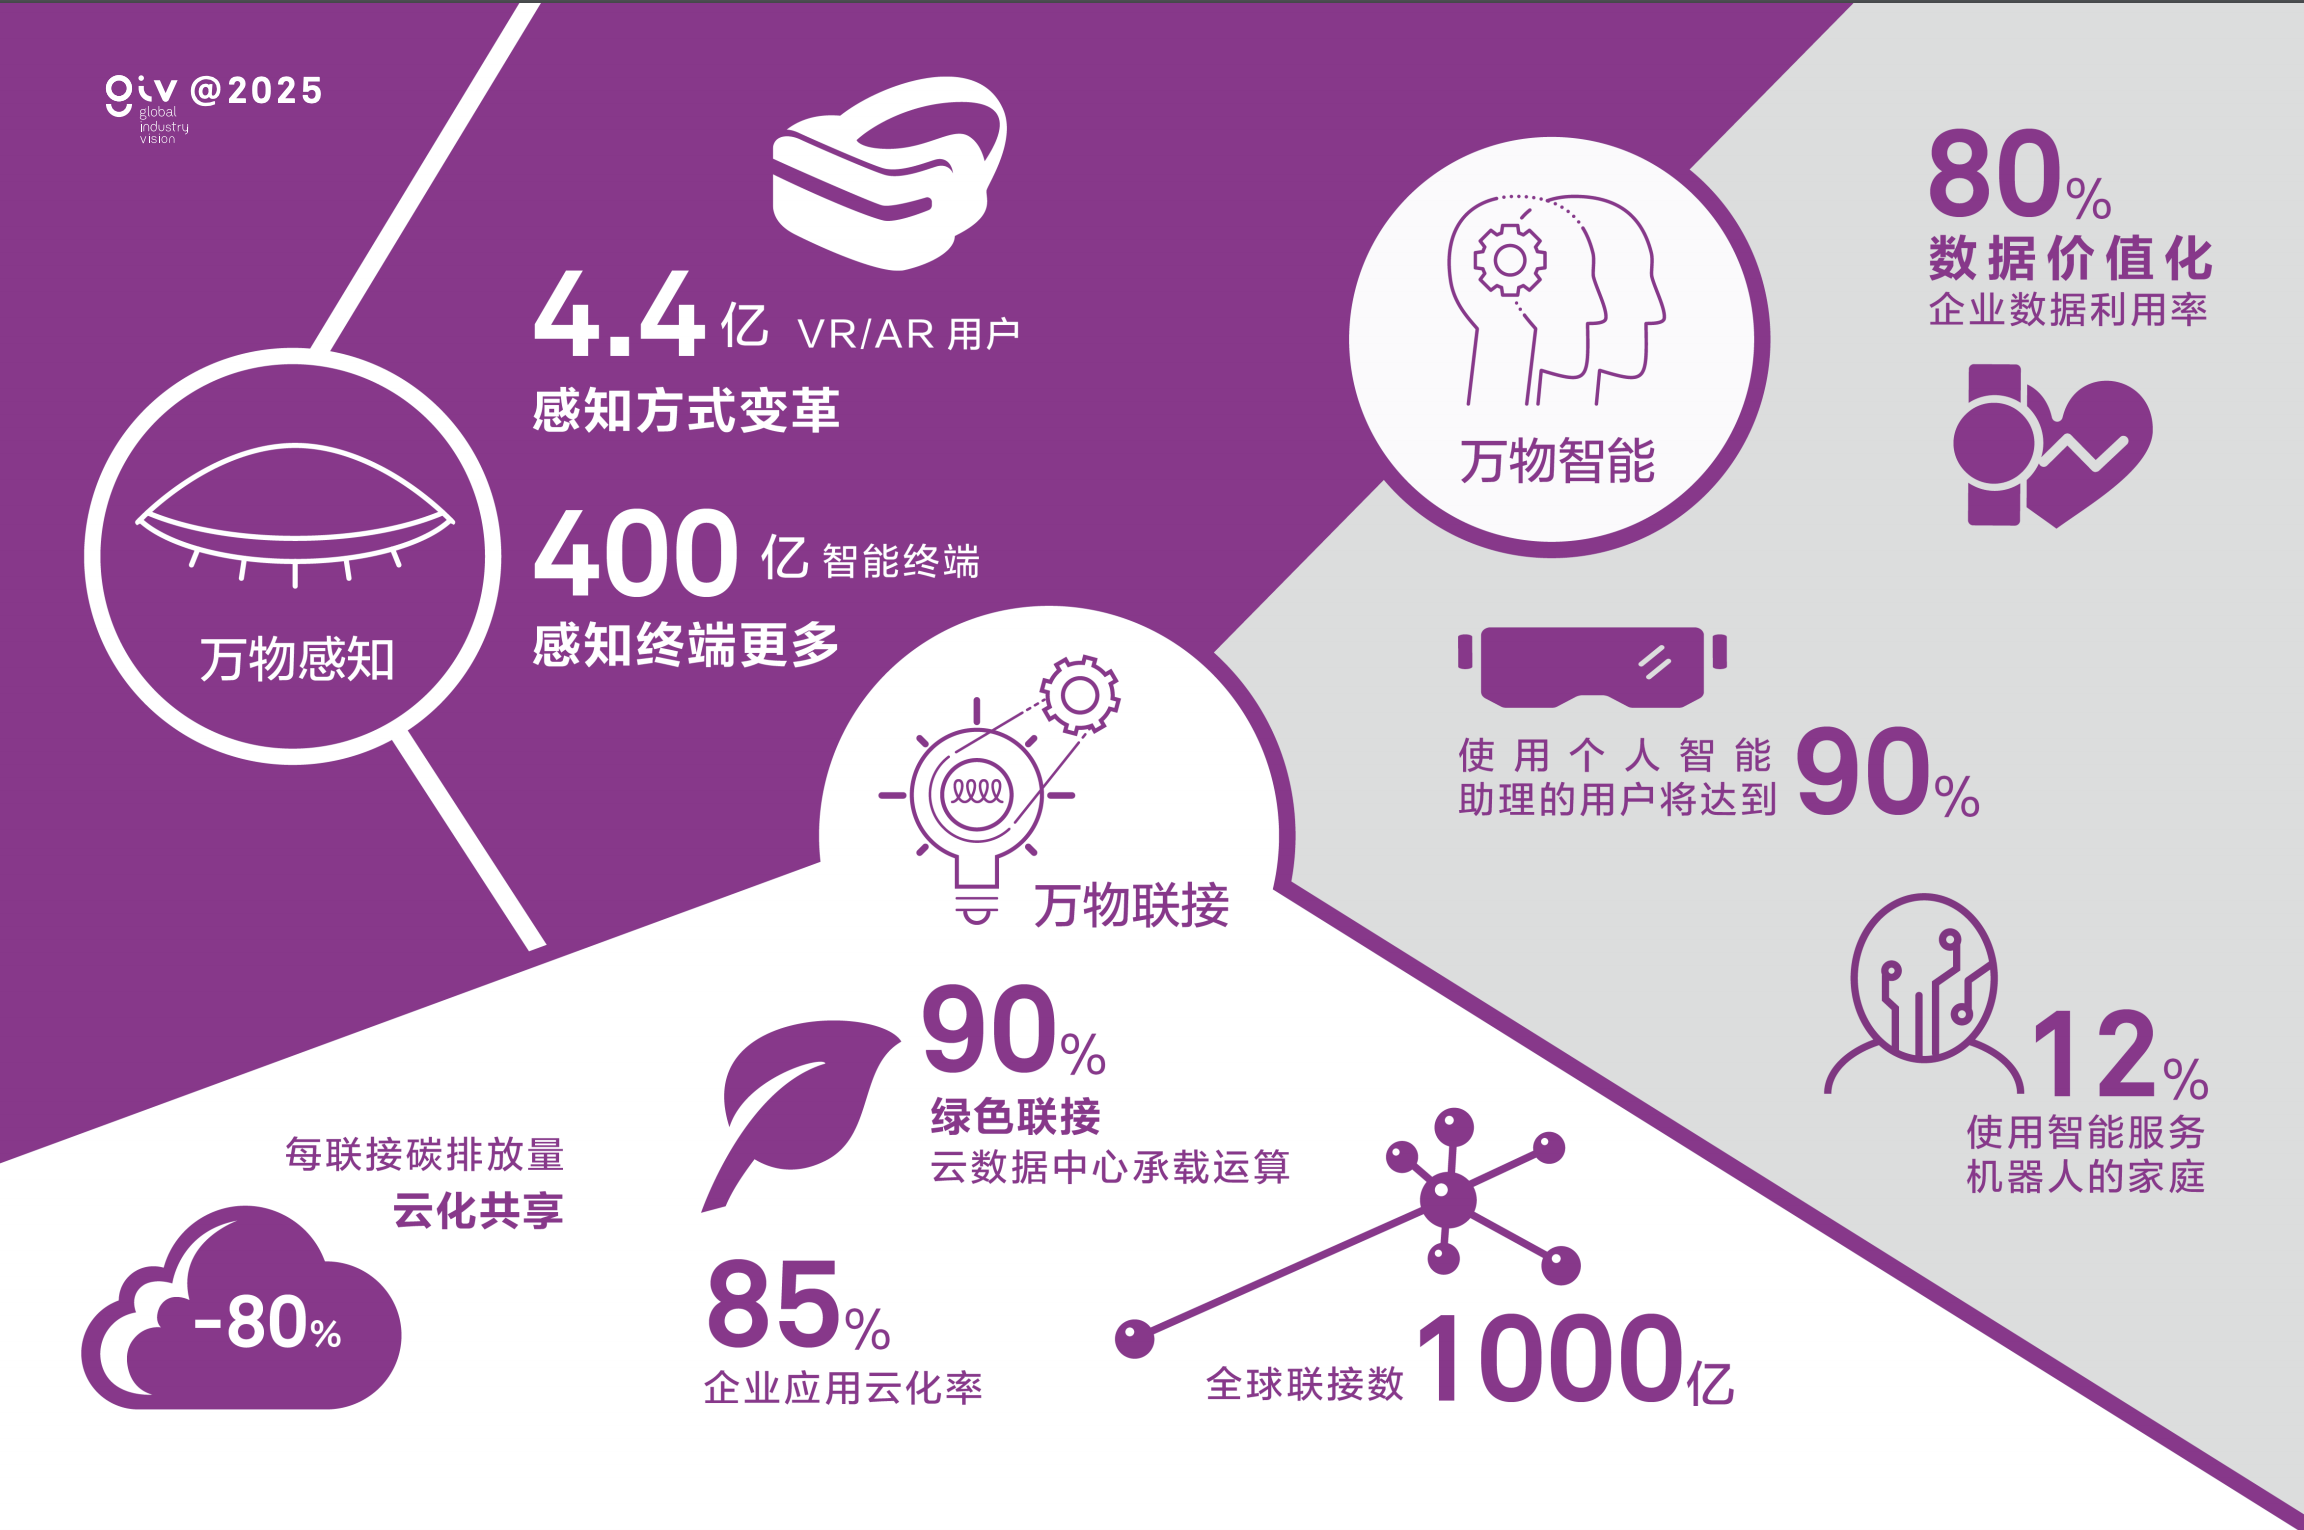 giv @2025
global
industry
vision
4.4亿 VR/AR 用户
感知方式变革
400亿 智能终端
感知终端更多
万物感知
万物智能
80%
数据价值化
企业数据利用率
使用个人智能
助理的用户将达到90%
12%
使用智能服务
机器人的家庭
万物联接
90%
绿色联接
云数据中心承载运算
每联接碳排放量
云化共享
-80%
85%
企业应用云化率
全球联接数1000亿